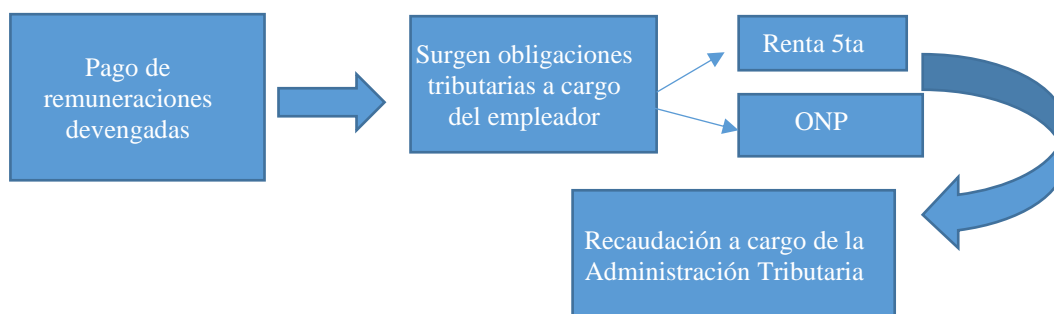 Pago de
remuneraciones
devengadas
Surgen obligaciones
tributarias a cargo
del empleador
Renta 5ta
ONP
Recaudación a cargo de la
Administración Tributaria